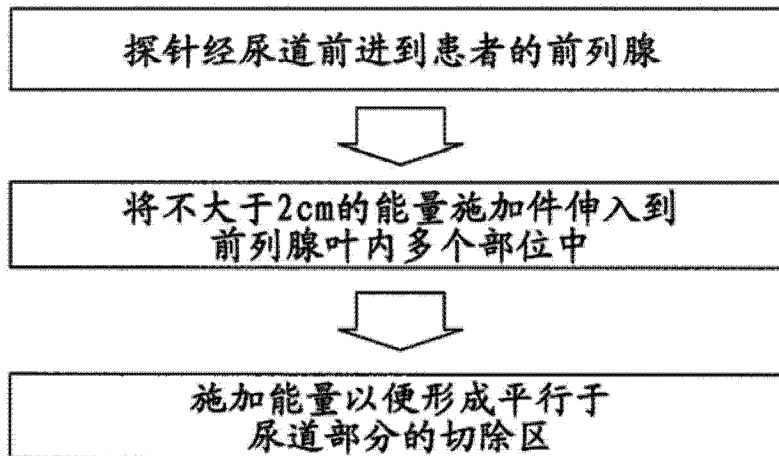 探针经尿道前进到患者的前列腺
将不大于2cm的能量施加件伸入到
前列腺叶内多个部位中
施加能量以便形成平行于
尿道部分的切除区